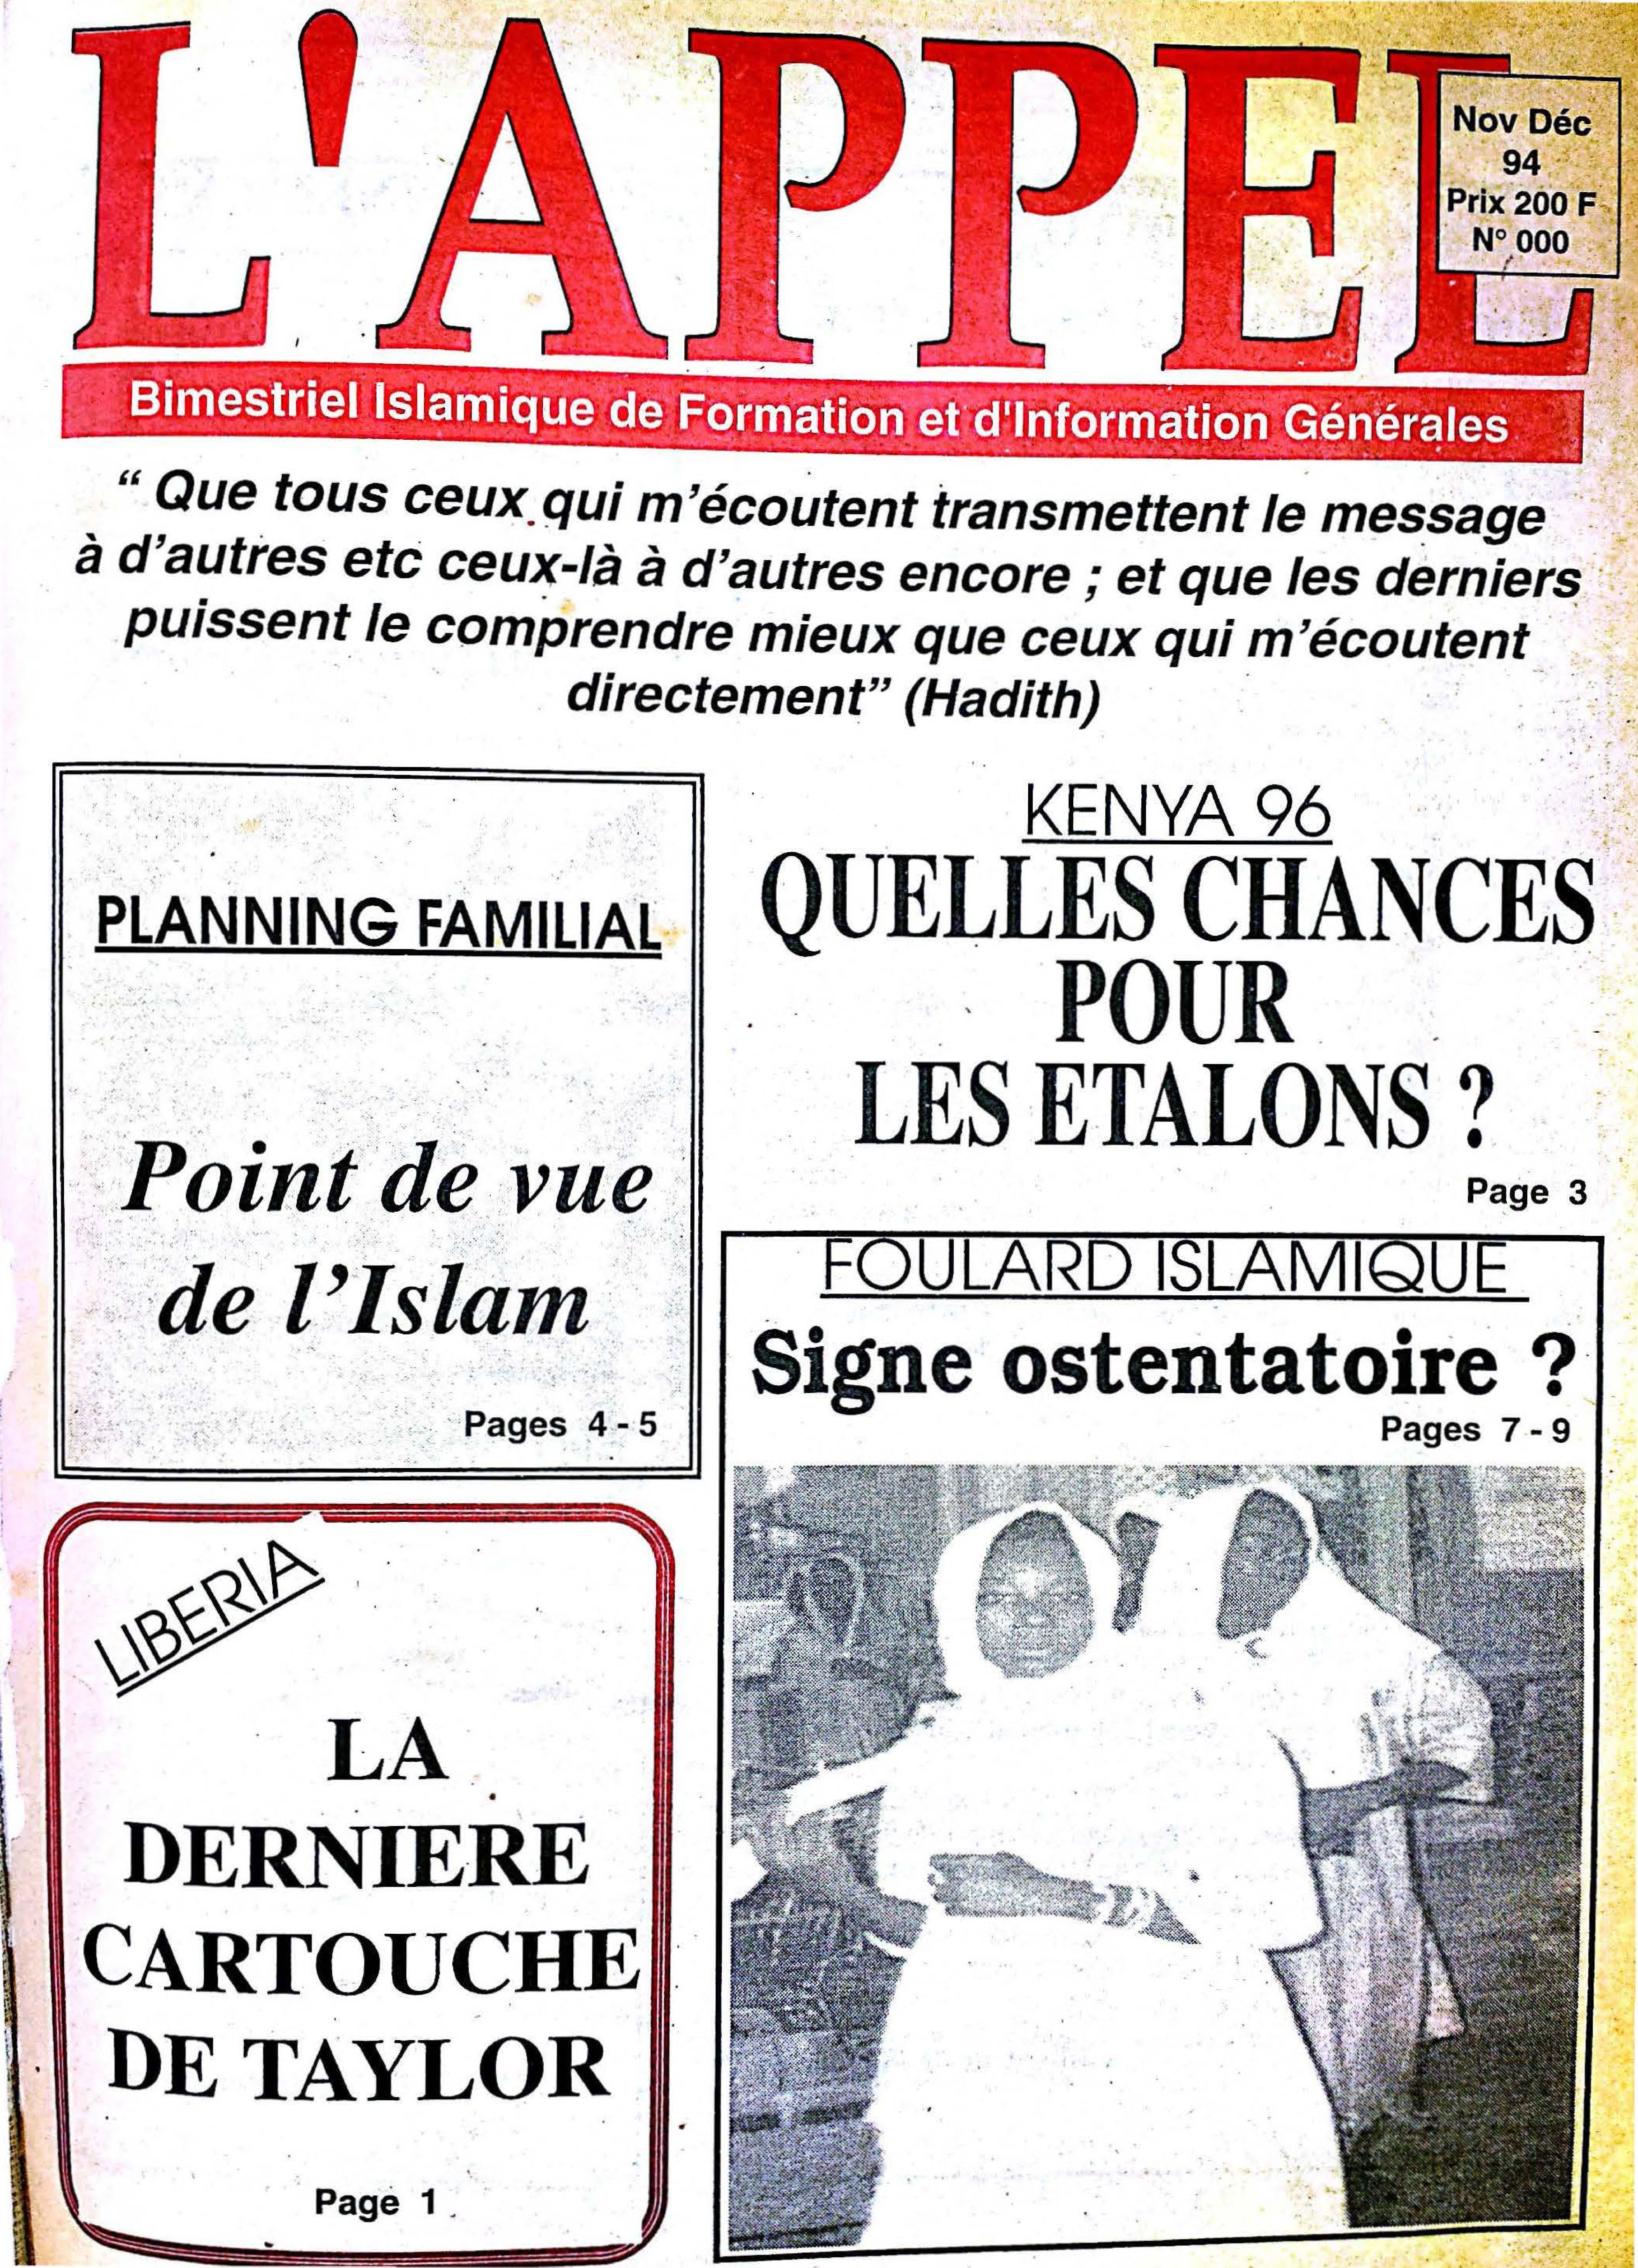 L'APPEL
Nov Déc
94
Prix 200 F
N° 000
Bimestriel Islamique de Formation et d'Information Générales
“ Que tous ceux qui m’écoutent transmettent le message
à d’autres etc ceux-là à d’autres encore ; et que les derniers
puissent le comprendre mieux que ceux qui m’écoutent
directement” (Hadith)
PLANNING FAMILIAL
Point de vue
de l’Islam
Pages 4 - 5
KENYA 96
QUELLES CHANCES
POUR
LES ETALONS ?
Page 3
FOULARD ISLAMIQUE
Signe ostentatoire ?
Pages 7 - 9
LIBERIA
LA
DERNIERE
CARTOUCHE
DE TAYLOR
Page 1